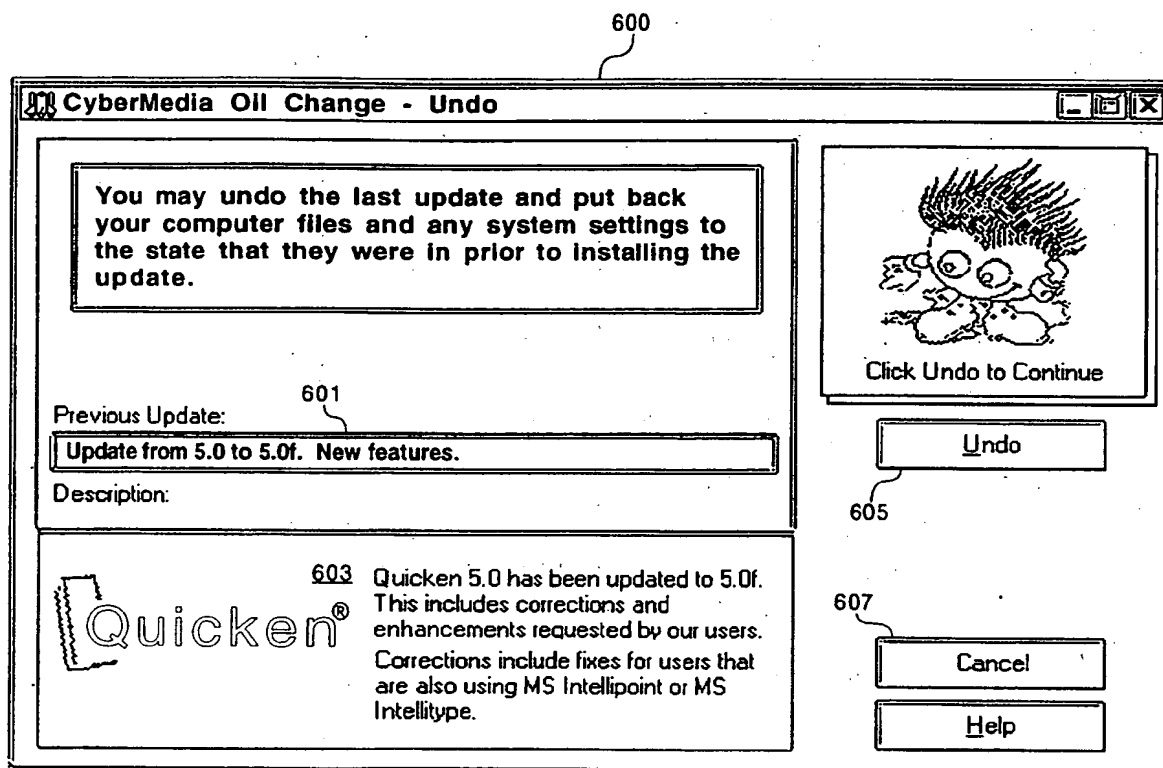 600
CyberMedia Oil Change - Undo
You may undo the last update and put back
your computer files and any system settings to
the state that they were in prior to installing the
update.
Click Undo to Continue
601
Previous Update:
Update from 5.0 to 5.0f. New features.
Undo
Description:
605
603
Quicken®
Quicken 5.0 has been updated to 5.0f.
This includes corrections and
enhancements requested by our users.
Corrections include fixes for users that
are also using MS Intellipoint or MS
Intellitype.
607
Cancel
Help